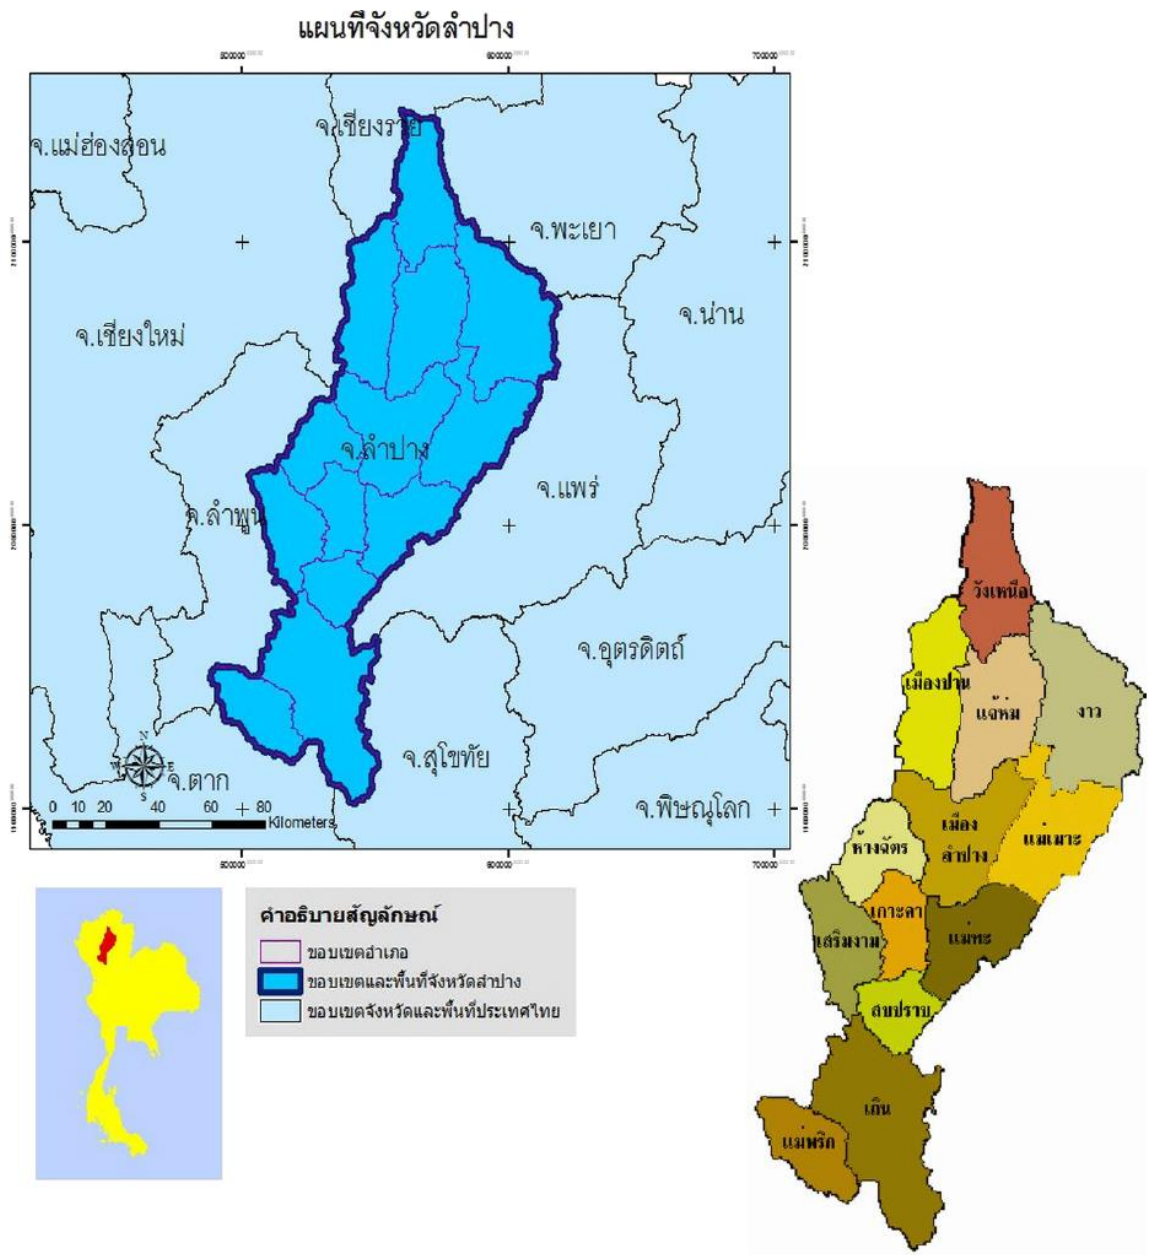 แผนที่จังหวัดลำปาง
500000
600000
700000
จ.เชียงราย
จ.แม่ฮ่องสอน
จ.พะเยา
จ.น่าน
จ.เชียงใหม่
จ.ลำปาง
จ.แพร่
จ.ลำพูน
จ.อุตรดิตถ์
จ.สุโขทัย
จ.ตาก
จ.พิษณุโลก
N
W
E
S
0 10 20 40 60 80
Kilometers
500000
600000
700000
คำอธิบายสัญลักษณ์
ขอบเขตอำเภอ
ขอบเขตและพื้นที่จังหวัดลำปาง
ขอบเขตจังหวัดและพื้นที่ประเทศไทย
วังเหนือ
เมืองปาน
แจ้ห่ม
งาว
เมือง
ลำปาง
แม่เมาะ
ห้างฉัตร
เกาะคา
เสริมงาม
แม่ทะ
สบปราบ
เถิน
แม่พริก